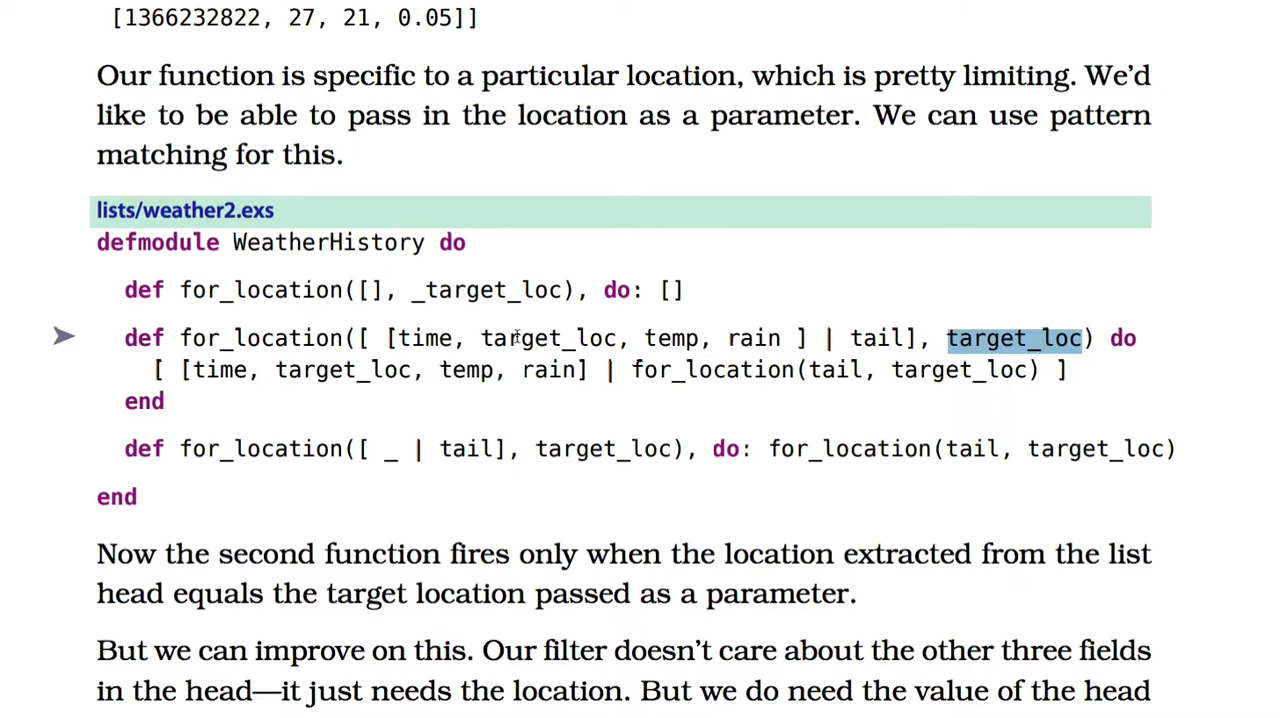 [1366232822, 27, 21, 0.05]]
Our function is specific to a particular location, which is pretty limiting. We’d
like to be able to pass in the location as a parameter. We can use pattern
matching for this.
lists/weather2.exs
defmodule WeatherHistory do
def for_location([], _target_loc), do: []
def for_location([ [time, target_loc, temp, rain ] | tail], target_loc) do
[ [time, target_loc, temp, rain] | for_location(tail, target_loc) ]
end
def for_location([ _ | tail], target_loc), do: for_location(tail, target_loc)
end
Now the second function fires only when the location extracted from the list
head equals the target location passed as a parameter.
But we can improve on this. Our filter doesn’t care about the other three fields
in the head—it just needs the location. But we do need the value of the head